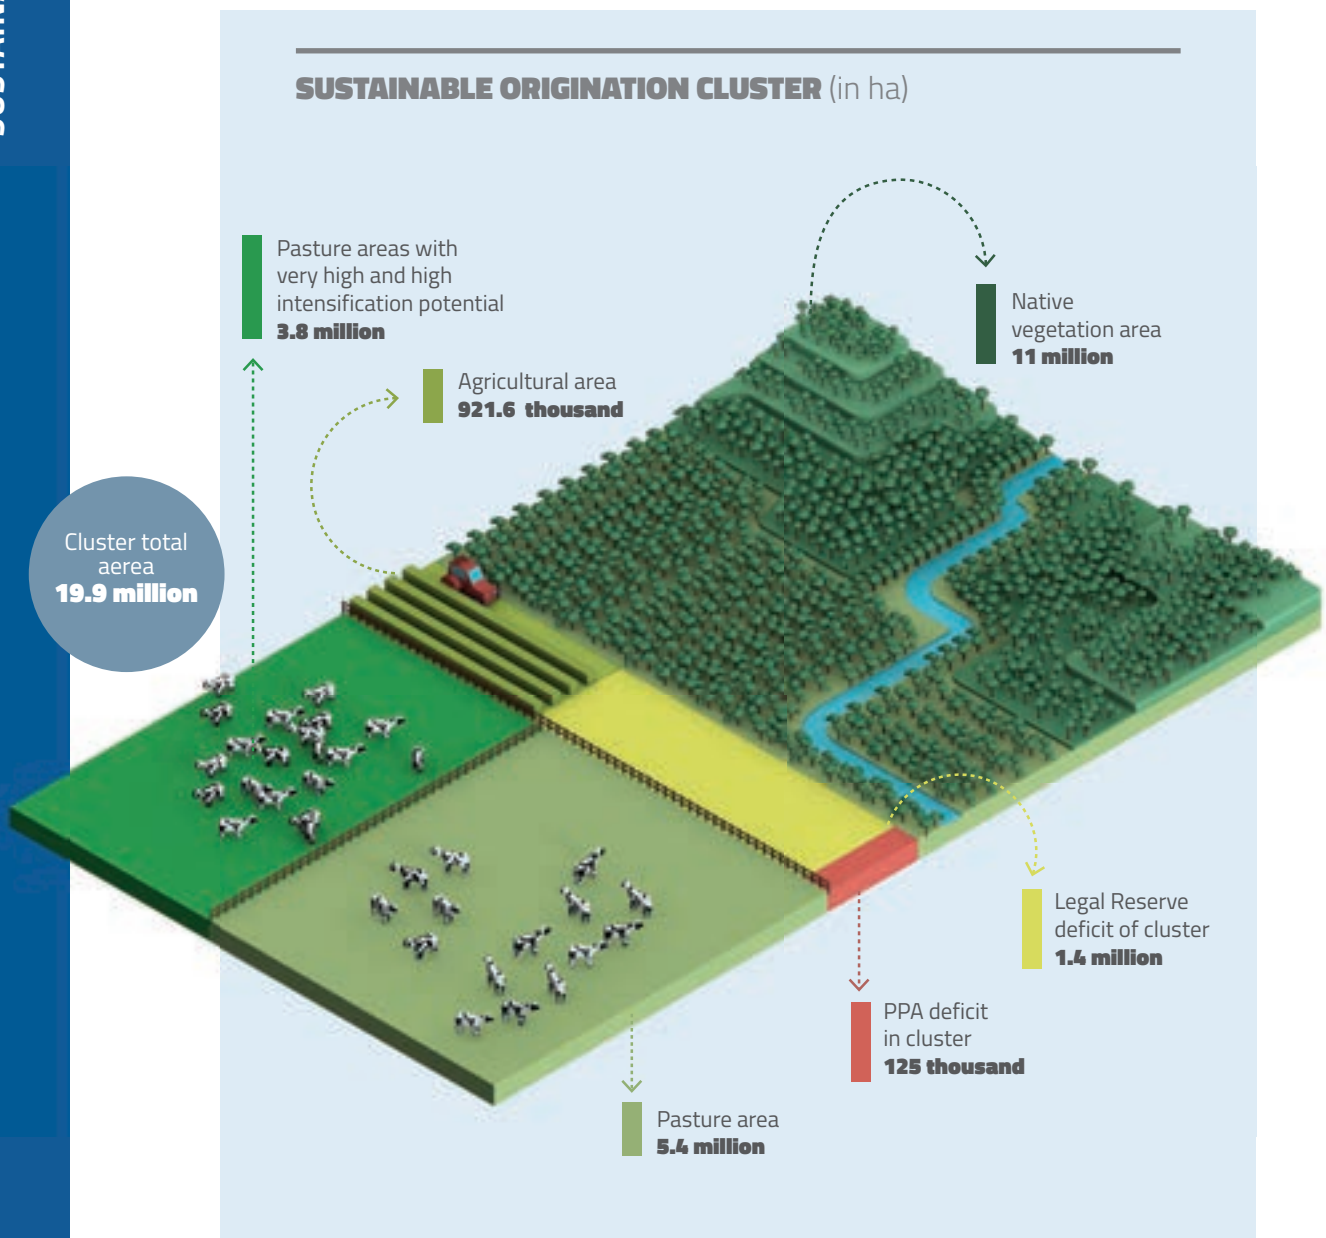 SUSTAINABLE ORIGINATION CLUSTER (in ha)
Pasture areas with
very high and high
intensification potential
3.8 million
Native
vegetation area
11 million
Agricultural area
921.6 thousand
Cluster total
aerea
19.9 million
Legal Reserve
deficit of cluster
1.4 million
PPA deficit
in cluster
125 thousand
Pasture area
5.4 million